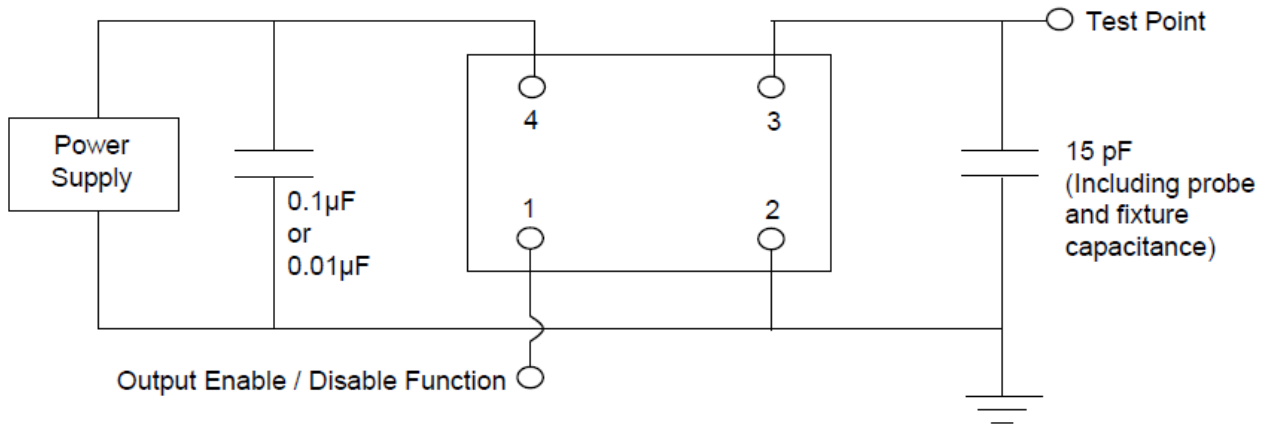 Test Point
4
3
Power
Supply
15 pF
(Including probe
and fixture
capacitance)
0.1µF
or
0.01µF
1
2
Output Enable / Disable Function